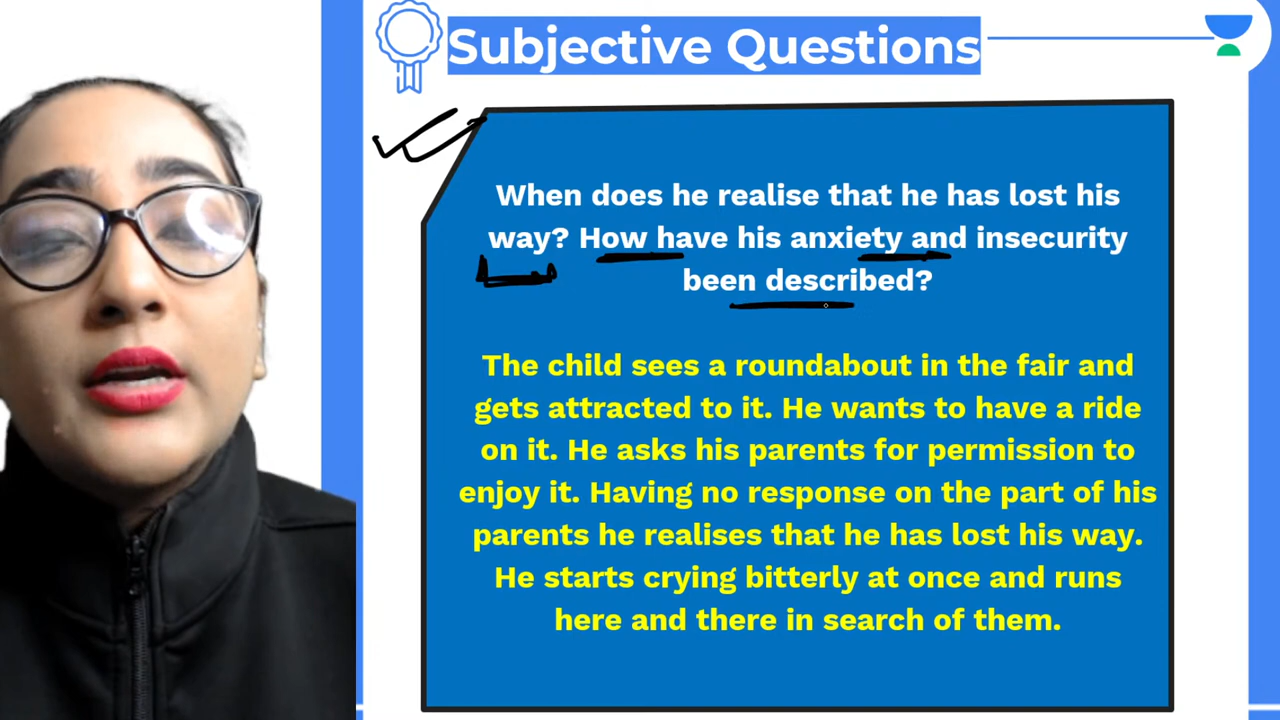 Subjective Questions
When does he realise that he has lost his
way? How have his anxiety and insecurity
been described?
The child sees a roundabout in the fair and
gets attracted to it. He wants to have a ride
on it. He asks his parents for permission to
enjoy it. Having no response on the part of his
parents he realises that he has lost his way.
He starts crying bitterly at once and runs
here and there in search of them.